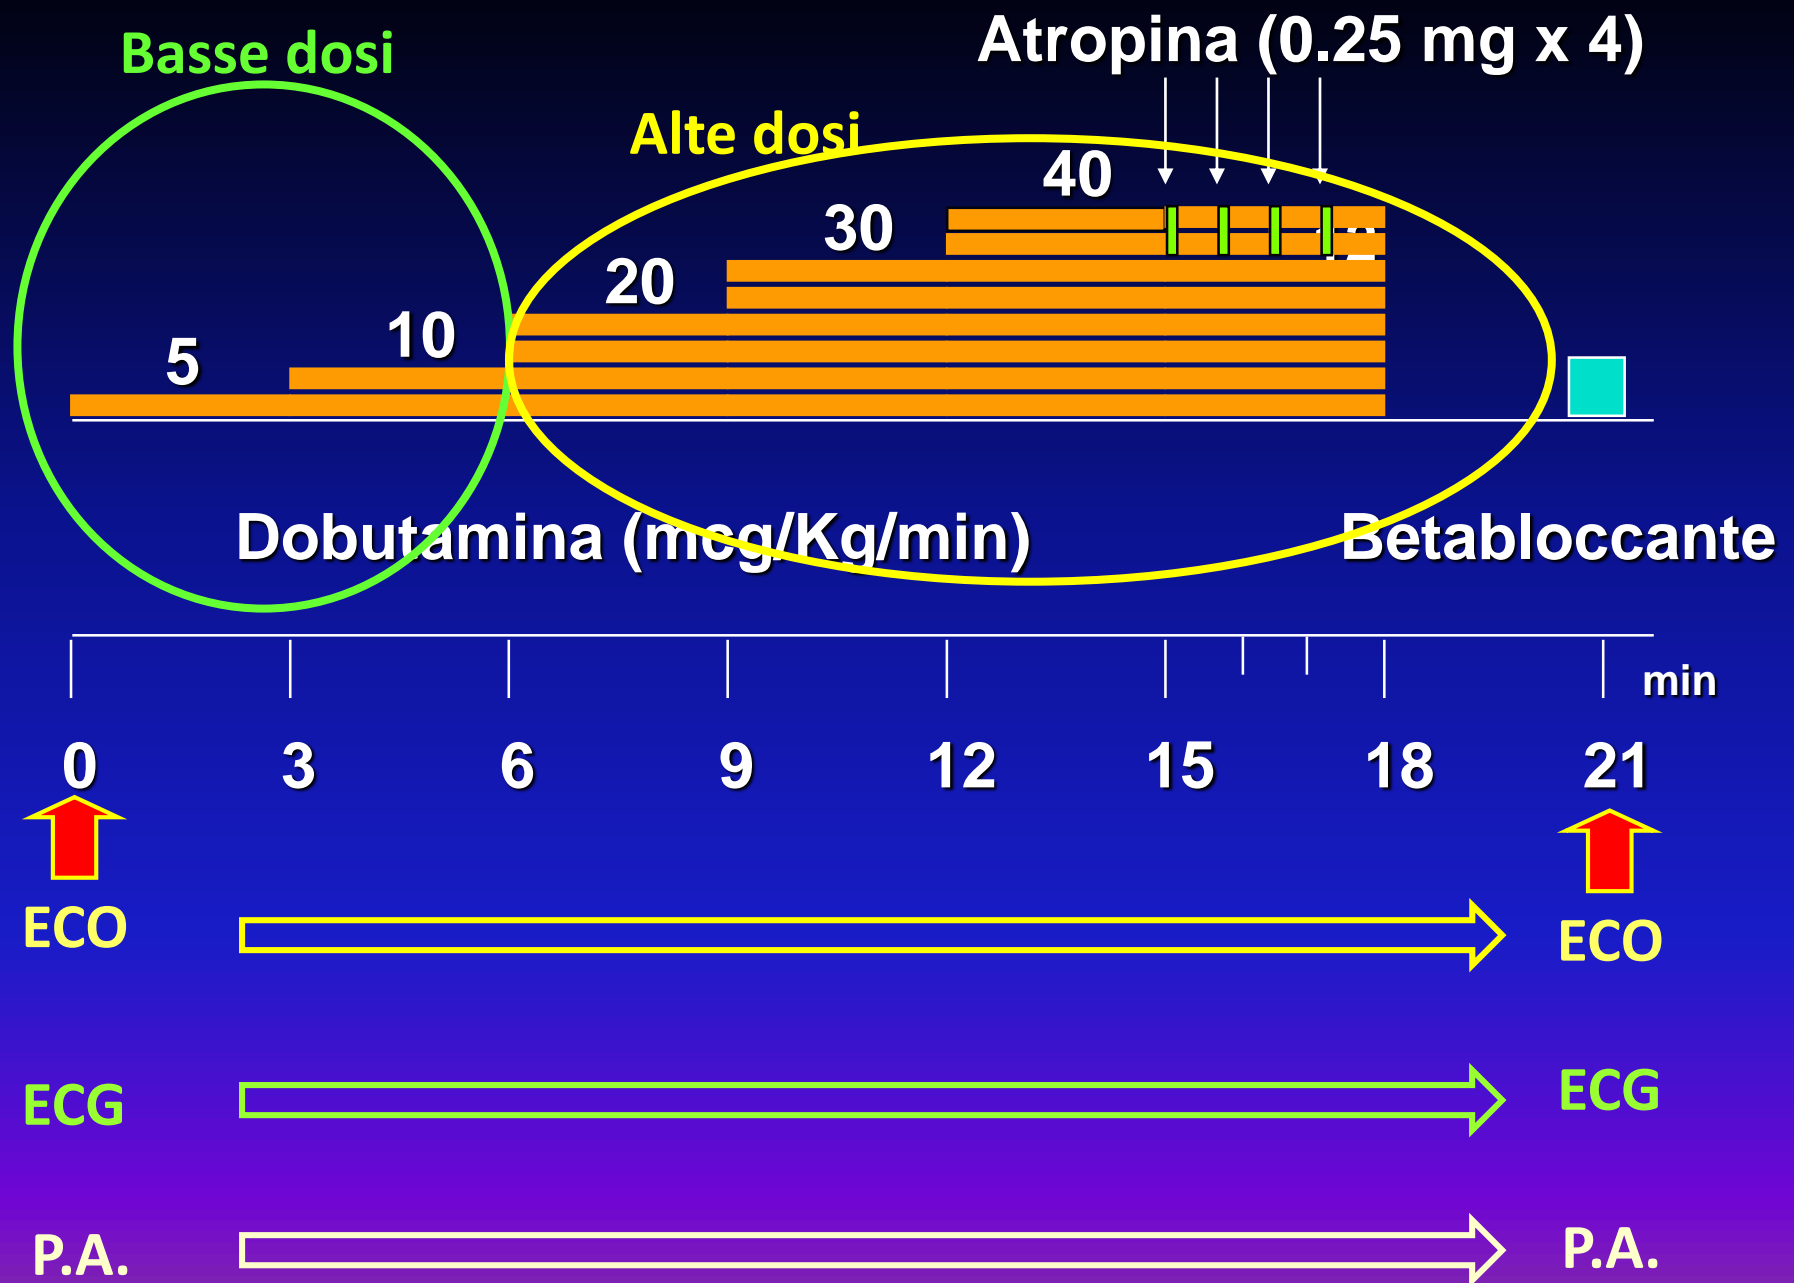 Basse dosi
Atropina (0.25 mg x 4)
Alte dosi
40
30
20
10
5
Dobutamina (mcg/Kg/min)
Betabloccante
min
0 3 6 9 12 15 18 21
ECO ECO
ECG ECG
P.A. P.A.